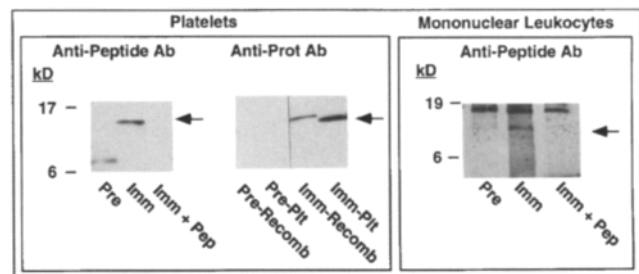 Platelets
Anti-Peptide Ab
Anti-Prot Ab
kD
17
6
Pre
Imm
Imm + Pep
Pre-Recomb
Pre-Plt
Imm-Recomb
Imm-Plt
Mononuclear Leukocytes
Anti-Peptide Ab
kD
19
6
Pre
Imm
Imm + Pep